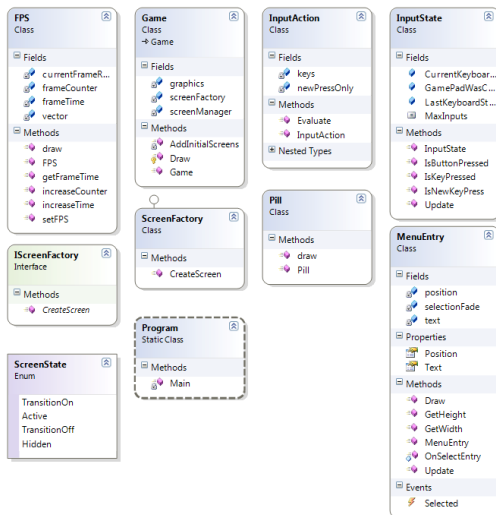 FPS
Class
Fields
currentFrameR...
frameCounter
frameTime
vector
Methods
draw
FPS
getFrameTime
increaseCounter
increaseTime
setFPS
IScreenFactory
Interface
Methods
CreateScreen
ScreenState
Enum
TransitionOn
Active
TransitionOff
Hidden
Game
Class
Game
Fields
graphics
screenFactory
screenManager
Methods
AddInitialScreens
Draw
Game
ScreenFactory
Class
Methods
CreateScreen
Program
Static Class
Methods
Main
InputAction
Class
Fields
keys
newPressOnly
Methods
Evaluate
InputAction
Nested Types
Pill
Class
Methods
draw
Pill
InputState
Class
Fields
CurrentKeyboar...
GamePadWasC...
LastKeyboardSt...
MaxInputs
Methods
InputState
IsButtonPressed
IsKeyPressed
IsNewKeyPress
Update
MenuEntry
Class
Fields
position
selectionFade
text
Properties
Position
Text
Methods
Draw
GetHeight
GetWidth
MenuEntry
OnSelectEntry
Update
Events
Selected